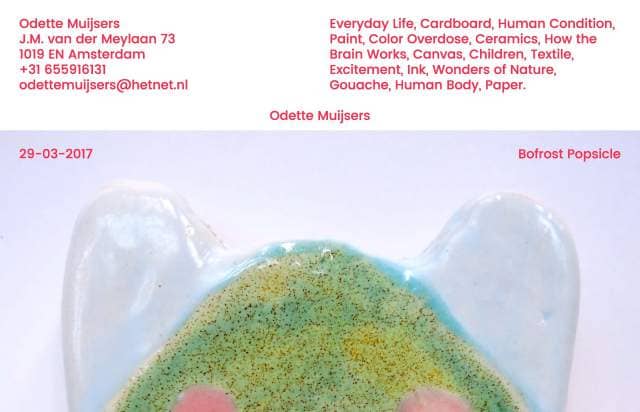 Odette Muijsers
J.M. van der Meylaan 73
1019 EN Amsterdam
+31 655916131
odettemuijsers@hetnet.nl
Everyday Life, Cardboard, Human Condition,
Paint, Color Overdose, Ceramics, How the
Brain Works, Canvas, Children, Textile,
Excitement, Ink, Wonders of Nature,
Gouache, Human Body, Paper.
Odette Muijsers
29-03-2017
Bofrost Popsicle